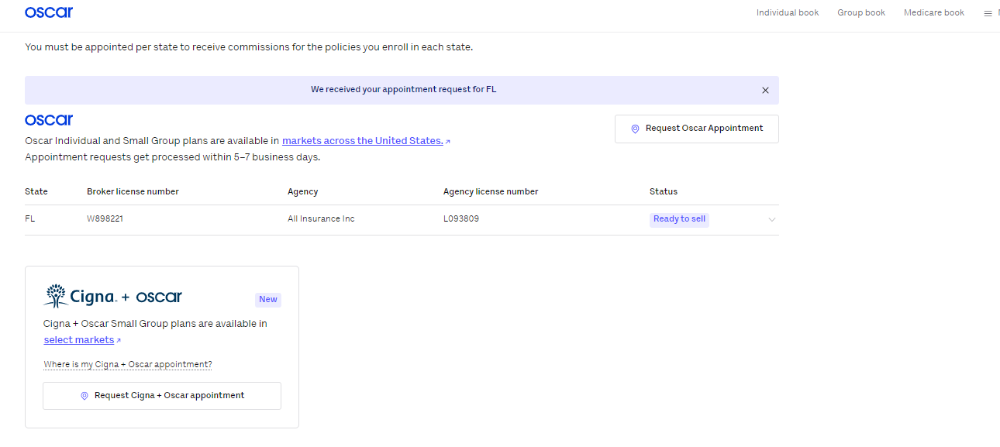 oscar Individual book Group book Medicare book
You must be appointed per state to receive commissions for the policies you enroll in each state.
We received your appointment request for FL
oscar
Request Oscar Appointment
Oscar Individual and Small Group plans are available in markets across the United States.
Appointment requests get processed within 5–7 business days.
State Broker license number Agency Agency license number Status
FL W898221 All Insurance Inc L093809 Ready to sell
Cigna + oscar New
Cigna + Oscar Small Group plans are available in
select markets
Where is my Cigna + Oscar appointment?
Request Cigna + Oscar appointment